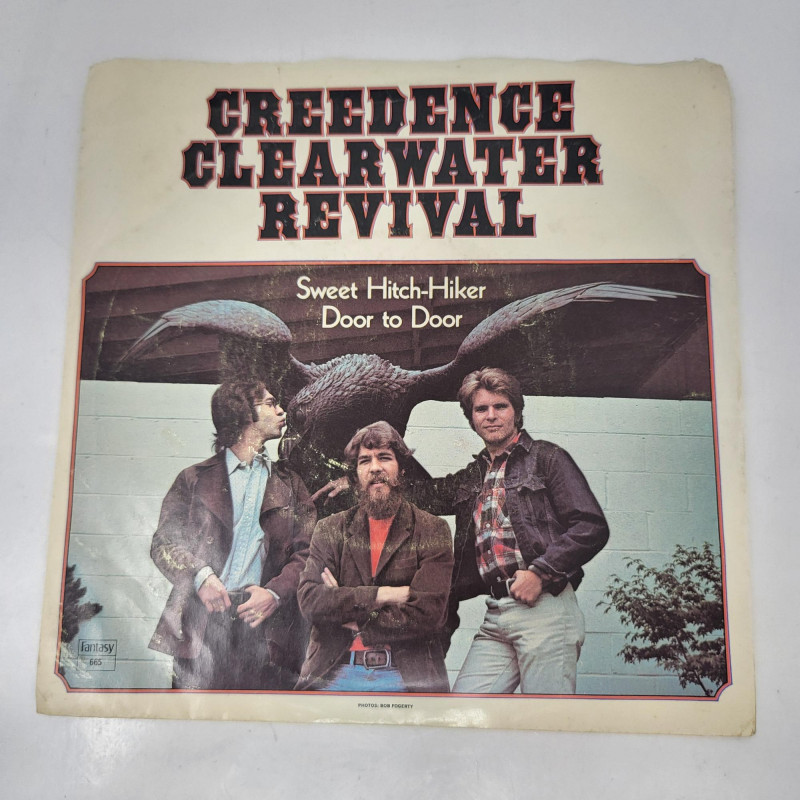 CREEDENCE
CLEARWATER
REVIVAL
Sweet Hitch-Hiker
Door to Door
fantasy
665
PHOTOS: BOB FOGERTY